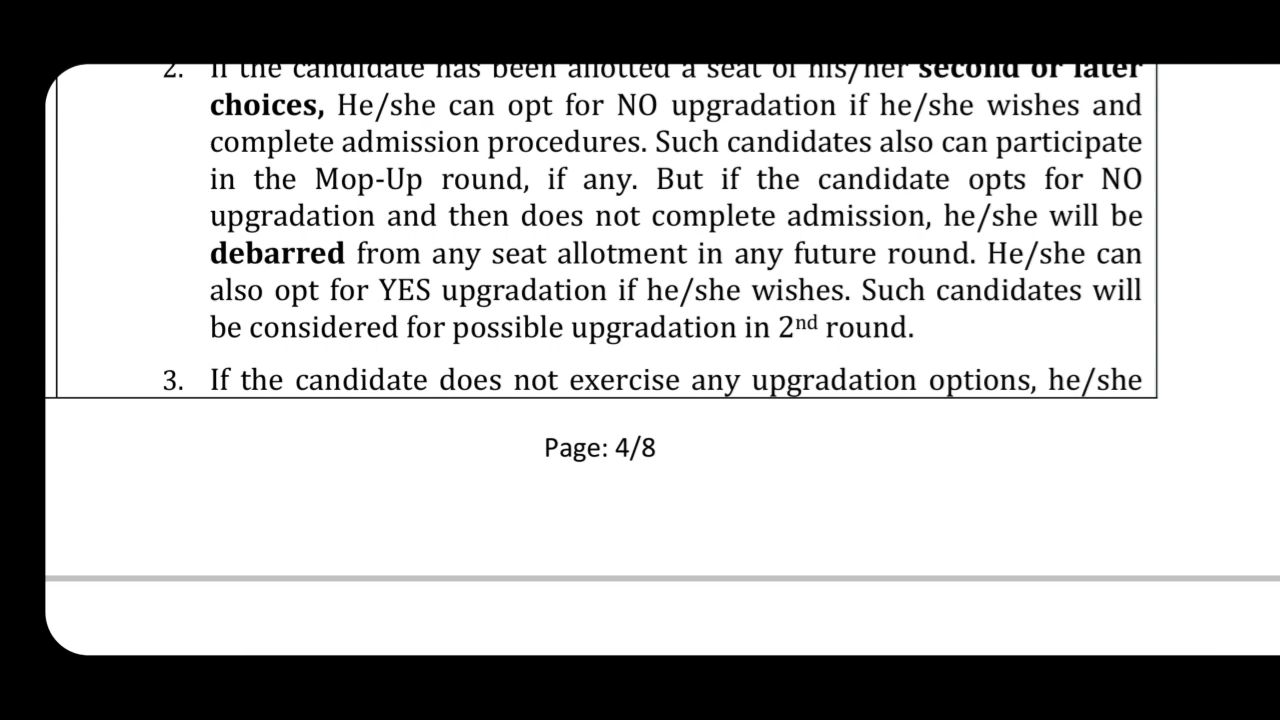 2. If the candidate has been allotted a seat of his/her second or later
choices, He/she can opt for NO upgradation if he/she wishes and
complete admission procedures. Such candidates also can participate
in the Mop-Up round, if any. But if the candidate opts for NO
upgradation and then does not complete admission, he/she will be
debarred from any seat allotment in any future round. He/she can
also opt for YES upgradation if he/she wishes. Such candidates will
be considered for possible upgradation in 2nd round.
3. If the candidate does not exercise any upgradation options, he/she
Page: 4/8